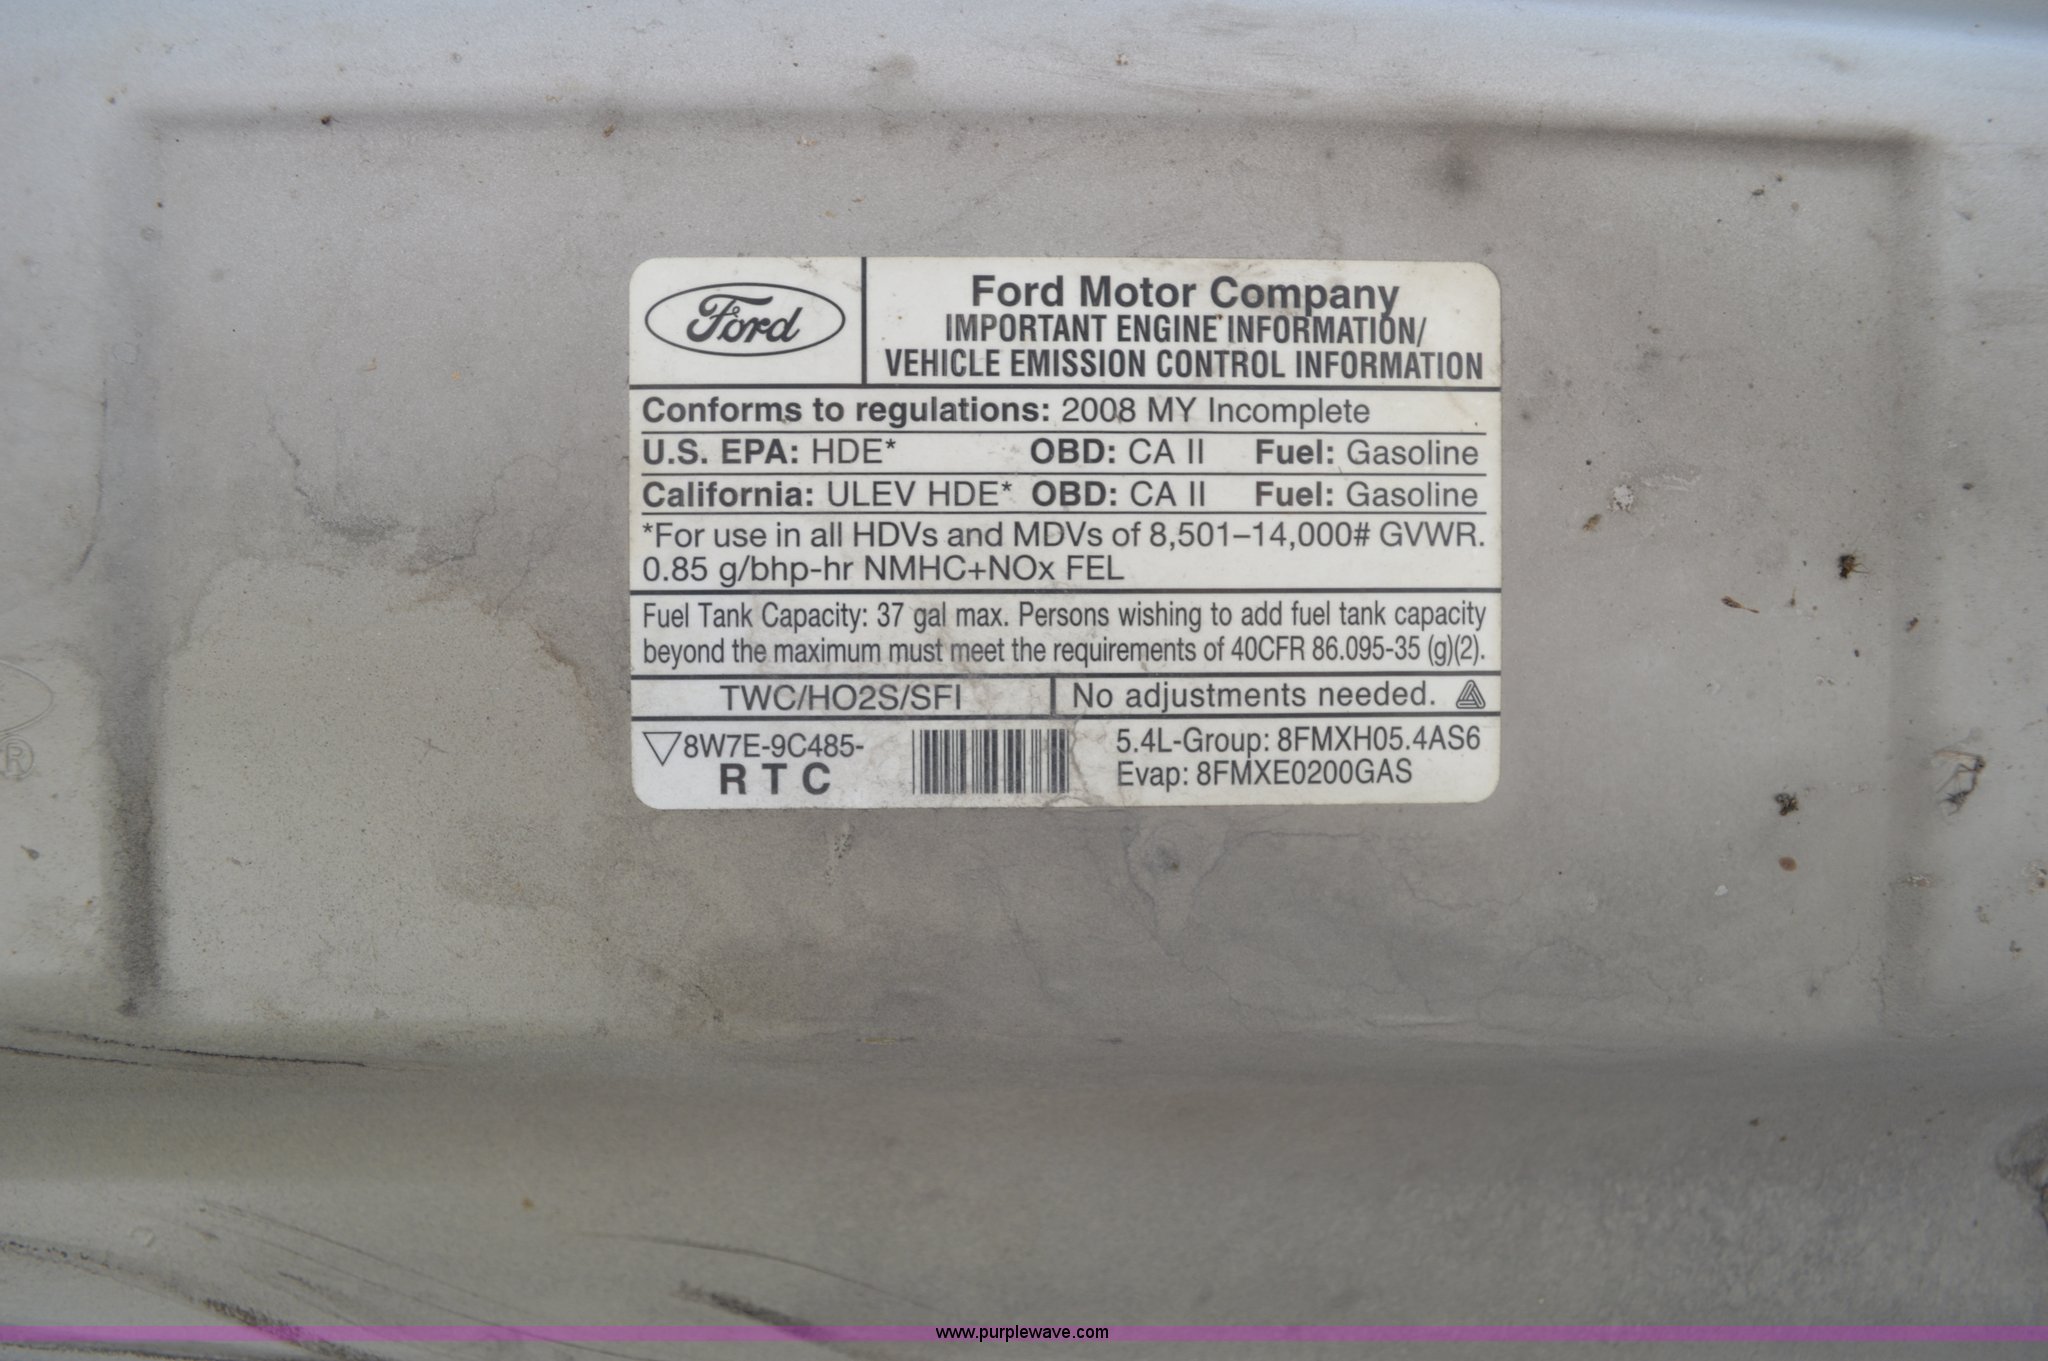 Ford
Ford Motor Company
IMPORTANT ENGINE INFORMATION/
VEHICLE EMISSION CONTROL INFORMATION
Conforms to regulations: 2008 MY Incomplete
U.S. EPA: HDE* OBD: CA II Fuel: Gasoline
California: ULEV HDE* OBD: CA II Fuel: Gasoline
*For use in all HDVs and MDVs of 8,501–14,000# GVWR.
0.85 g/bhp-hr NMHC+NOx FEL
Fuel Tank Capacity: 37 gal max. Persons wishing to add fuel tank capacity
beyond the maximum must meet the requirements of 40CFR 86.095-35 (g)(2).
TWC/HO2S/SFI No adjustments needed.
8W7E-9C485-
R T C
5.4L-Group: 8FMXH05.4AS6
Evap: 8FMXE0200GAS
®
www.purplewave.com